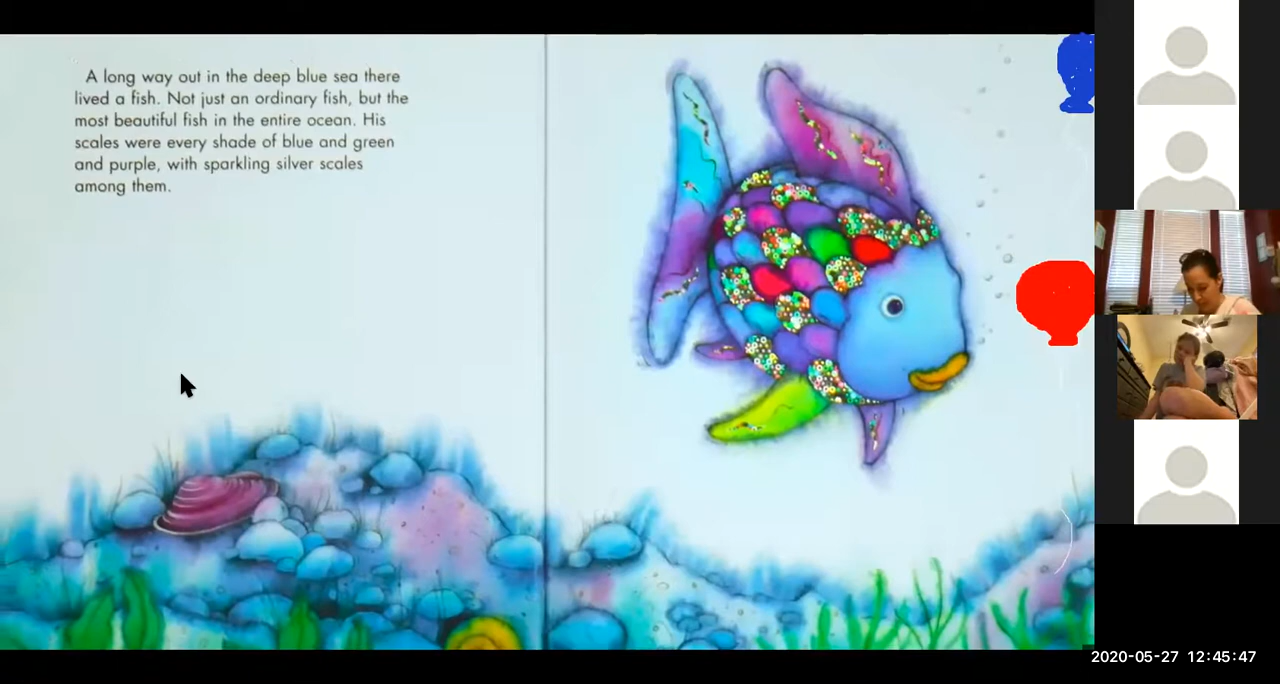 A long way out in the deep blue sea there
lived a fish. Not just an ordinary fish, but the
most beautiful fish in the entire ocean. His
scales were every shade of blue and green
and purple, with sparkling silver scales
among them.
2020-05-27 12:45:47